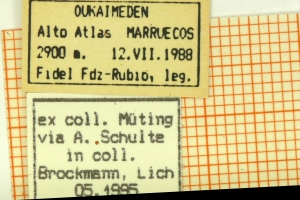 OUKAIMEDEN
Alto Atlas MARRUECOS
2900 m. 12.VII.1988
Fidel Fdz-Rubio, leg.
ex coll. Müting
via A. Schulte
in coll.
Brockmann, Lich
05.1995